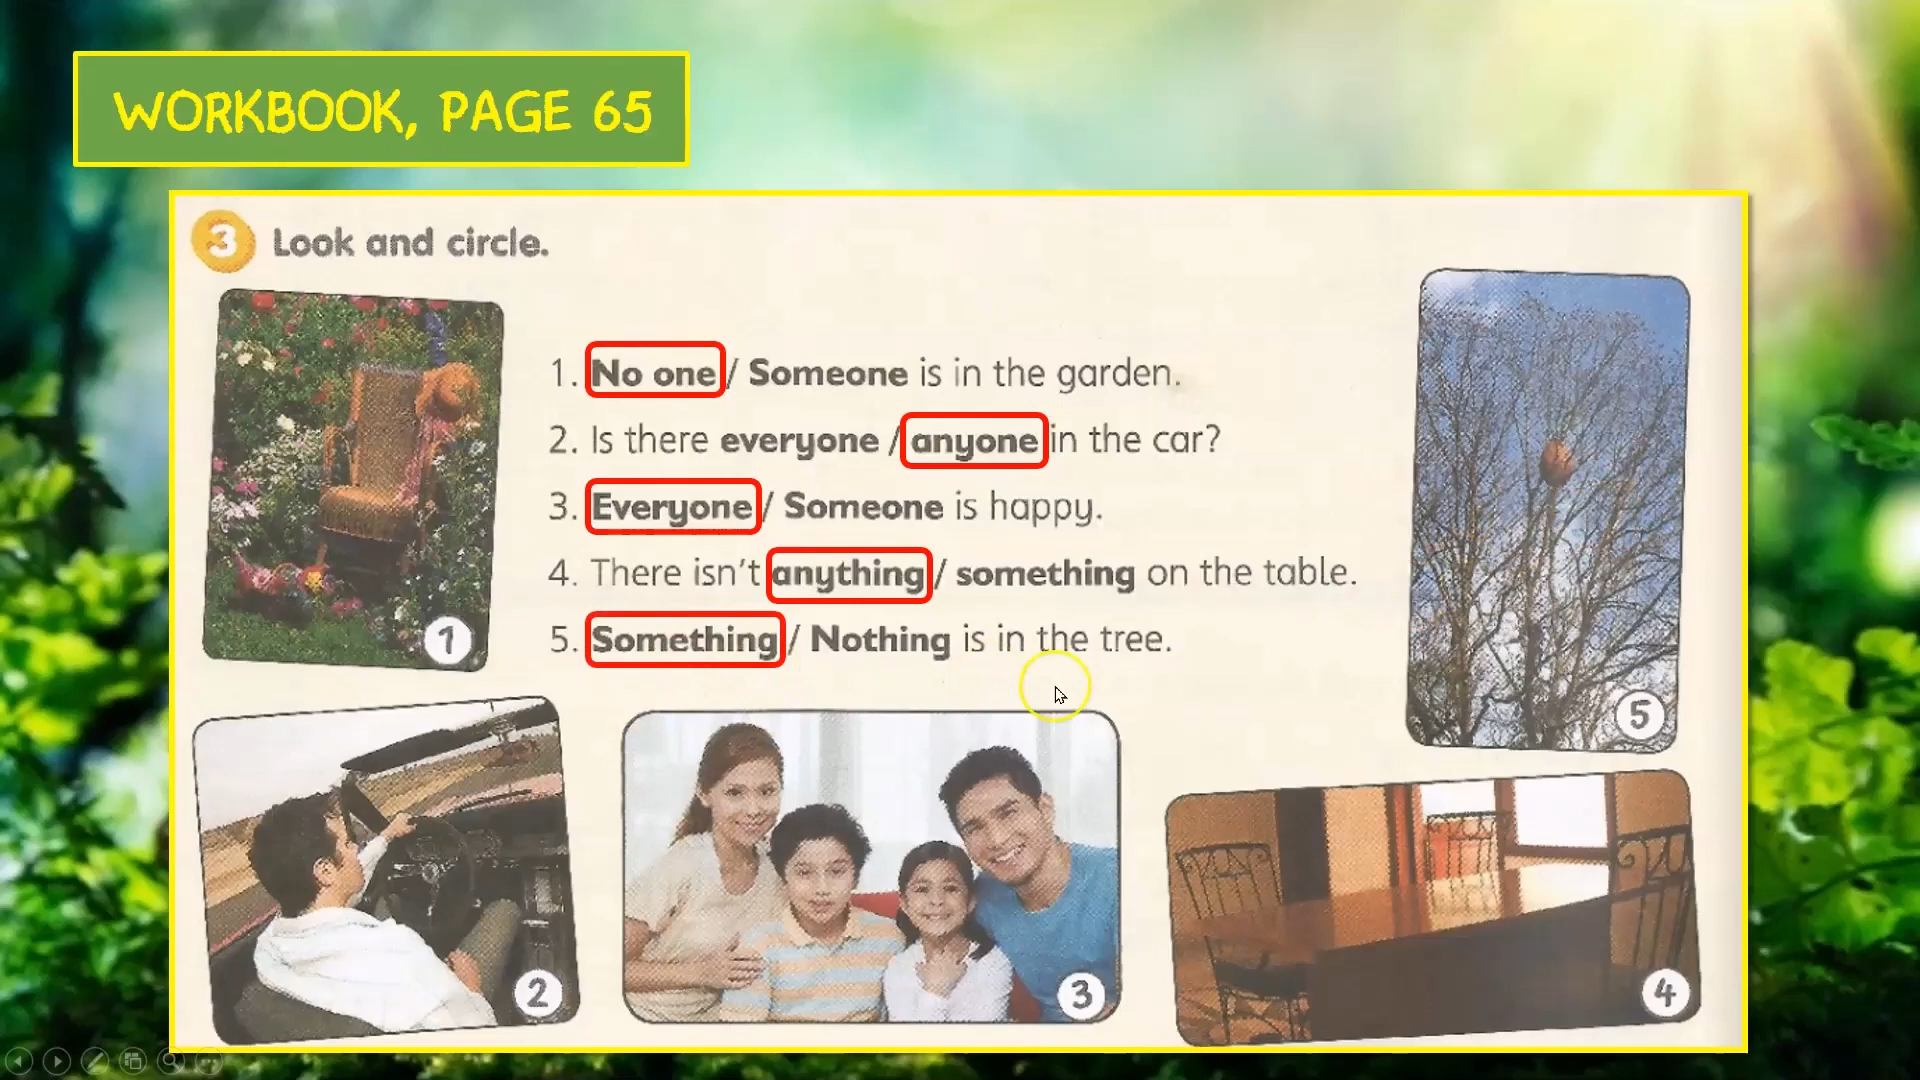 WORKBOOK, PAGE 65
3 Look and circle.
1. No one / Someone is in the garden.
2. Is there everyone / anyone in the car?
3. Everyone / Someone is happy.
4. There isn't anything / something on the table.
5. Something / Nothing is in the tree.
1
5
2
3
4